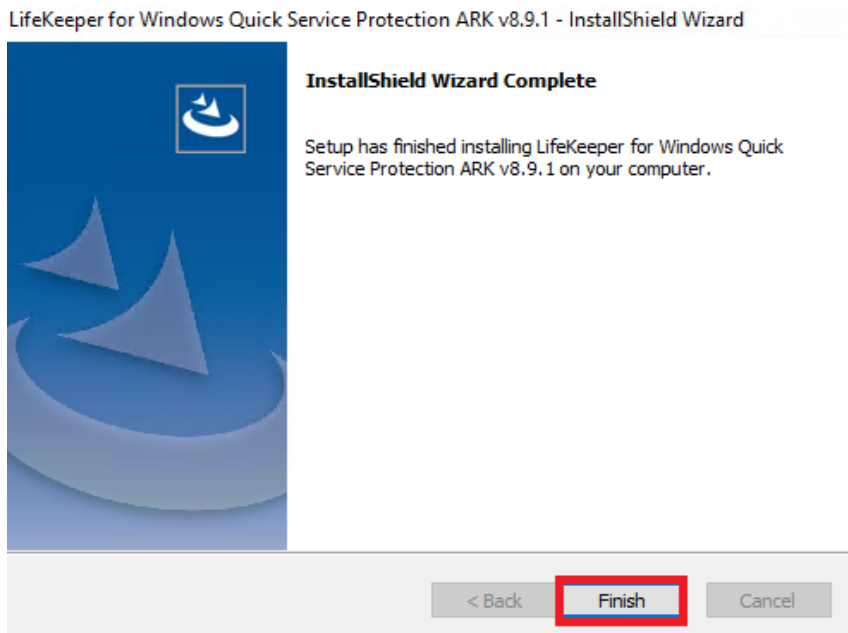 LifeKeeper for Windows Quick Service Protection ARK v8.9.1 - InstallShield Wizard
InstallShield Wizard Complete
Setup has finished installing LifeKeeper for Windows Quick
Service Protection ARK v8.9.1 on your computer.
< Back Finish Cancel